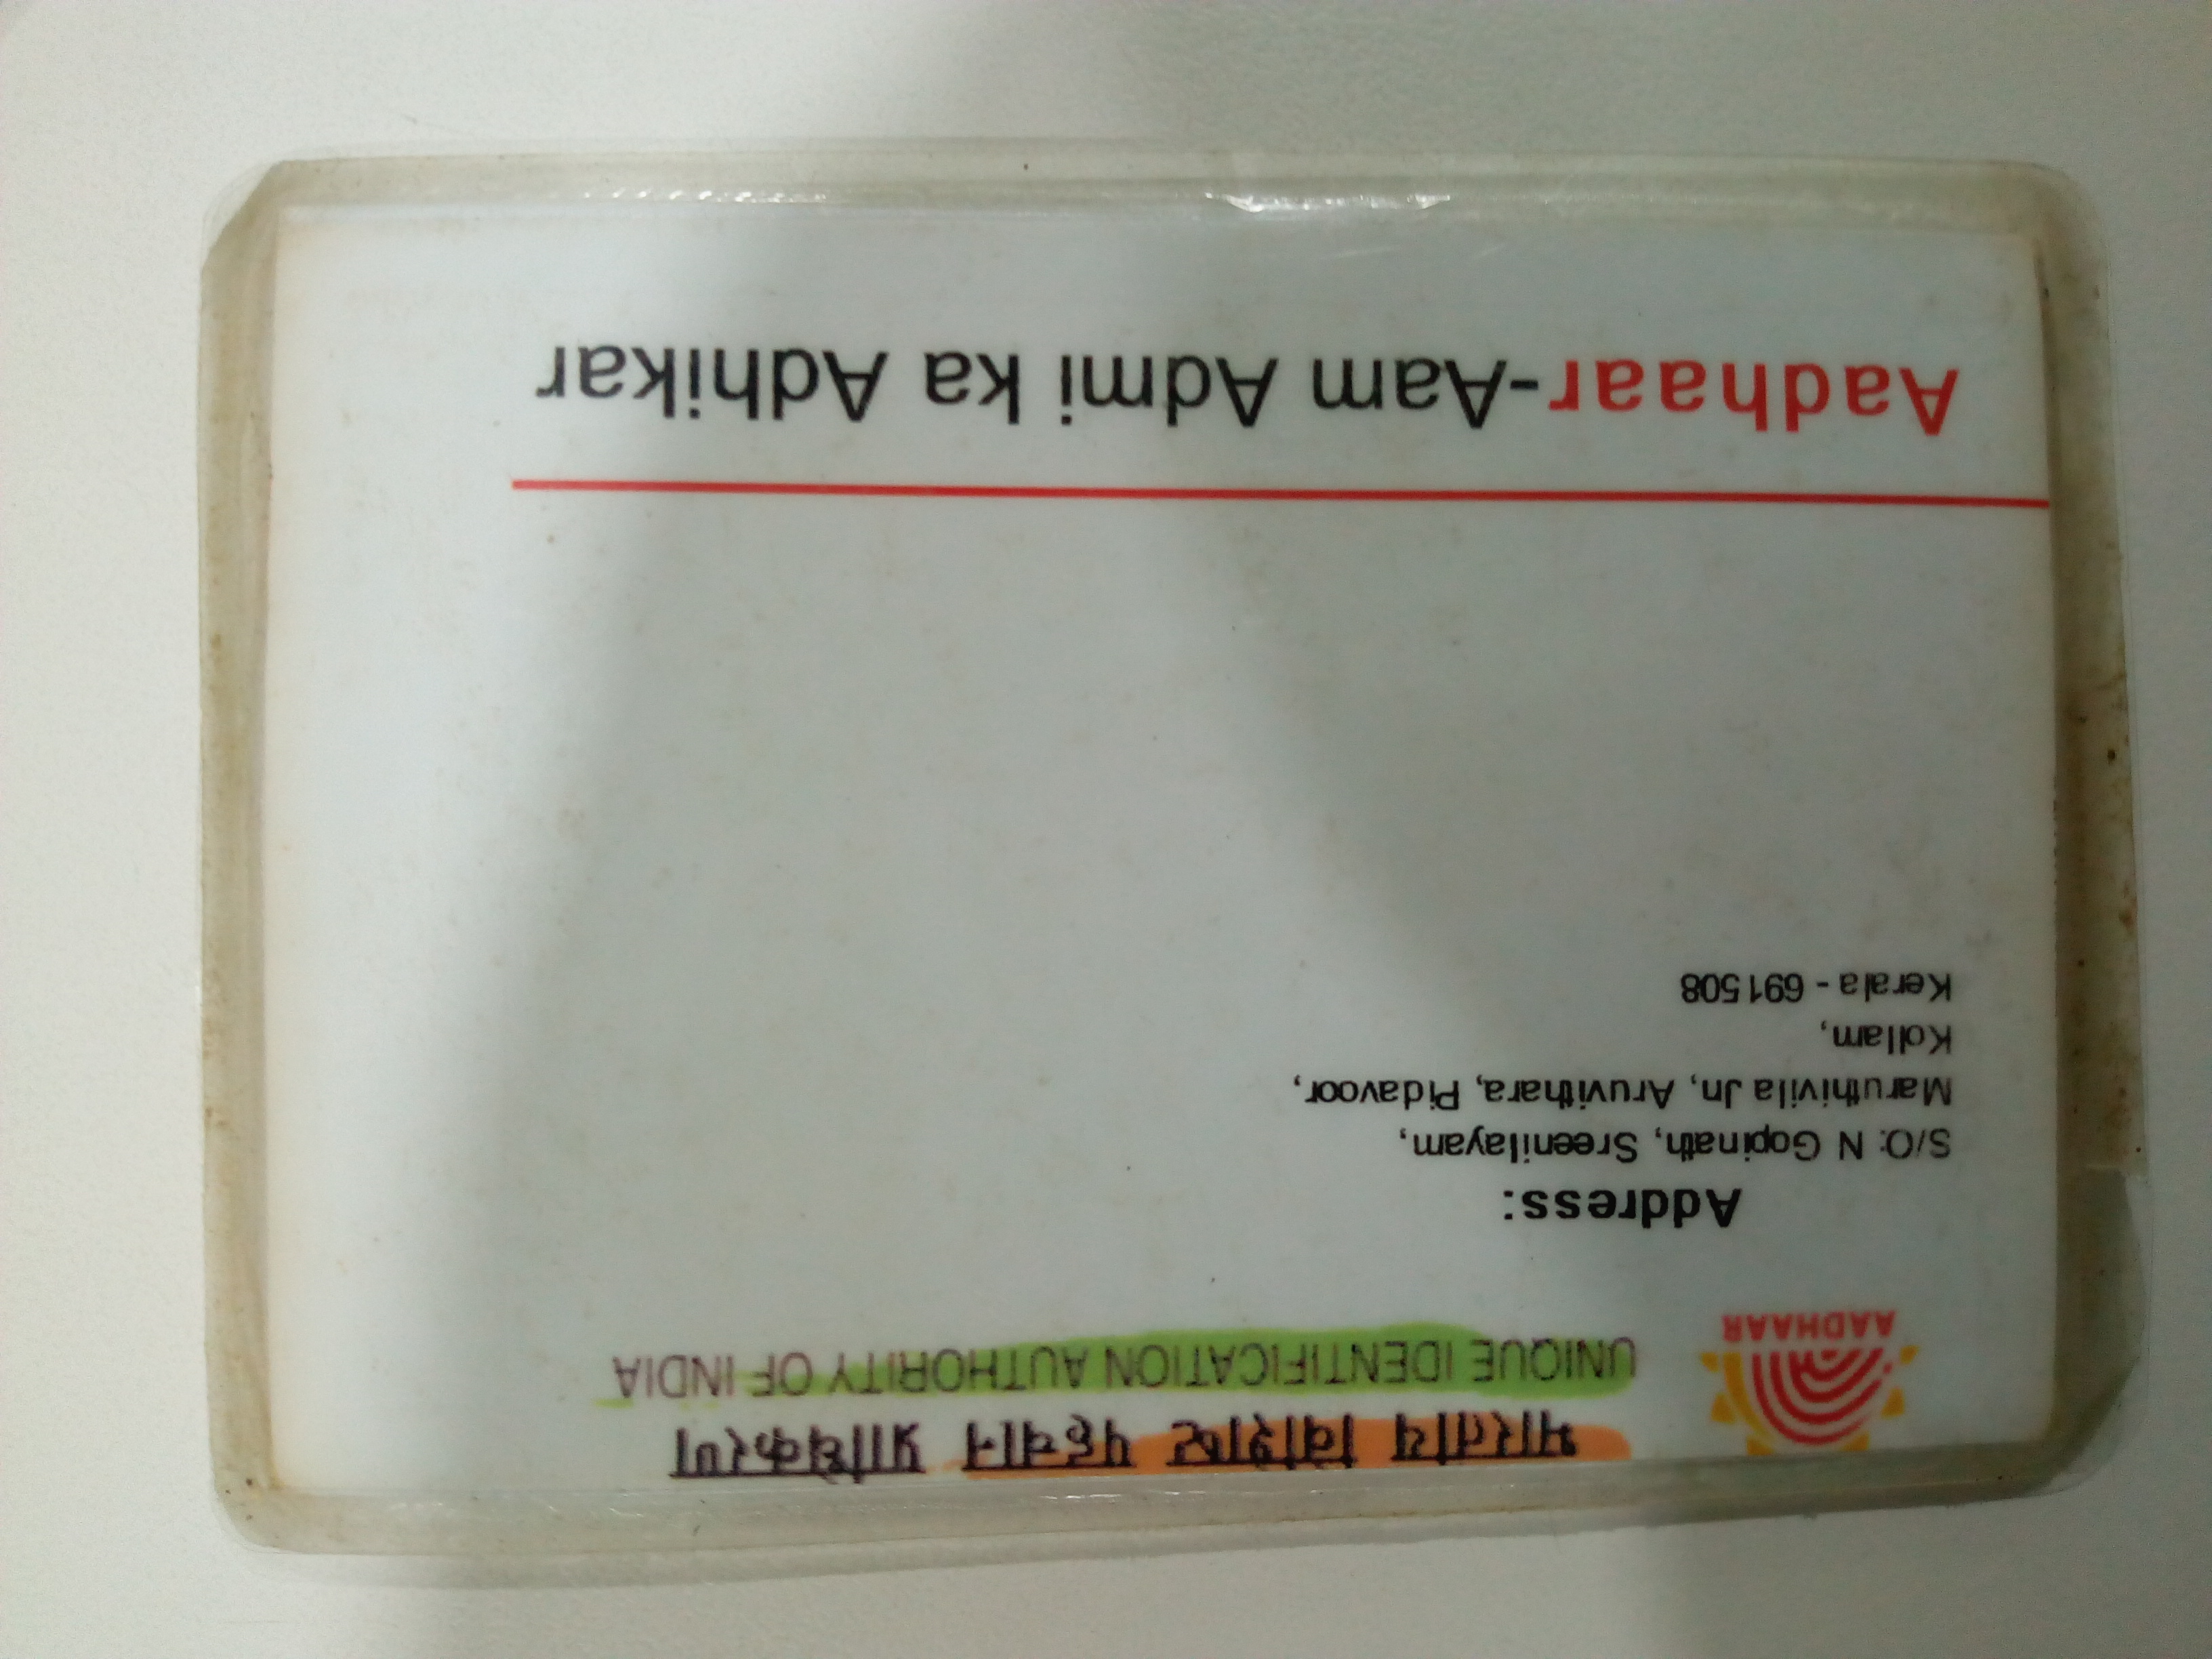 भारतीय विशिष्ट पहचान प्राधिकरण
UNIQUE IDENTIFICATION AUTHORITY OF INDIA
AADHAAR
Address:
S/O: N Gopinath, Sreenilayam,
Maruthivila Jn, Aruvithara, Pidavoor,
Kollam,
Kerala - 691508
Aadhaar-Aam Admi ka Adhikar